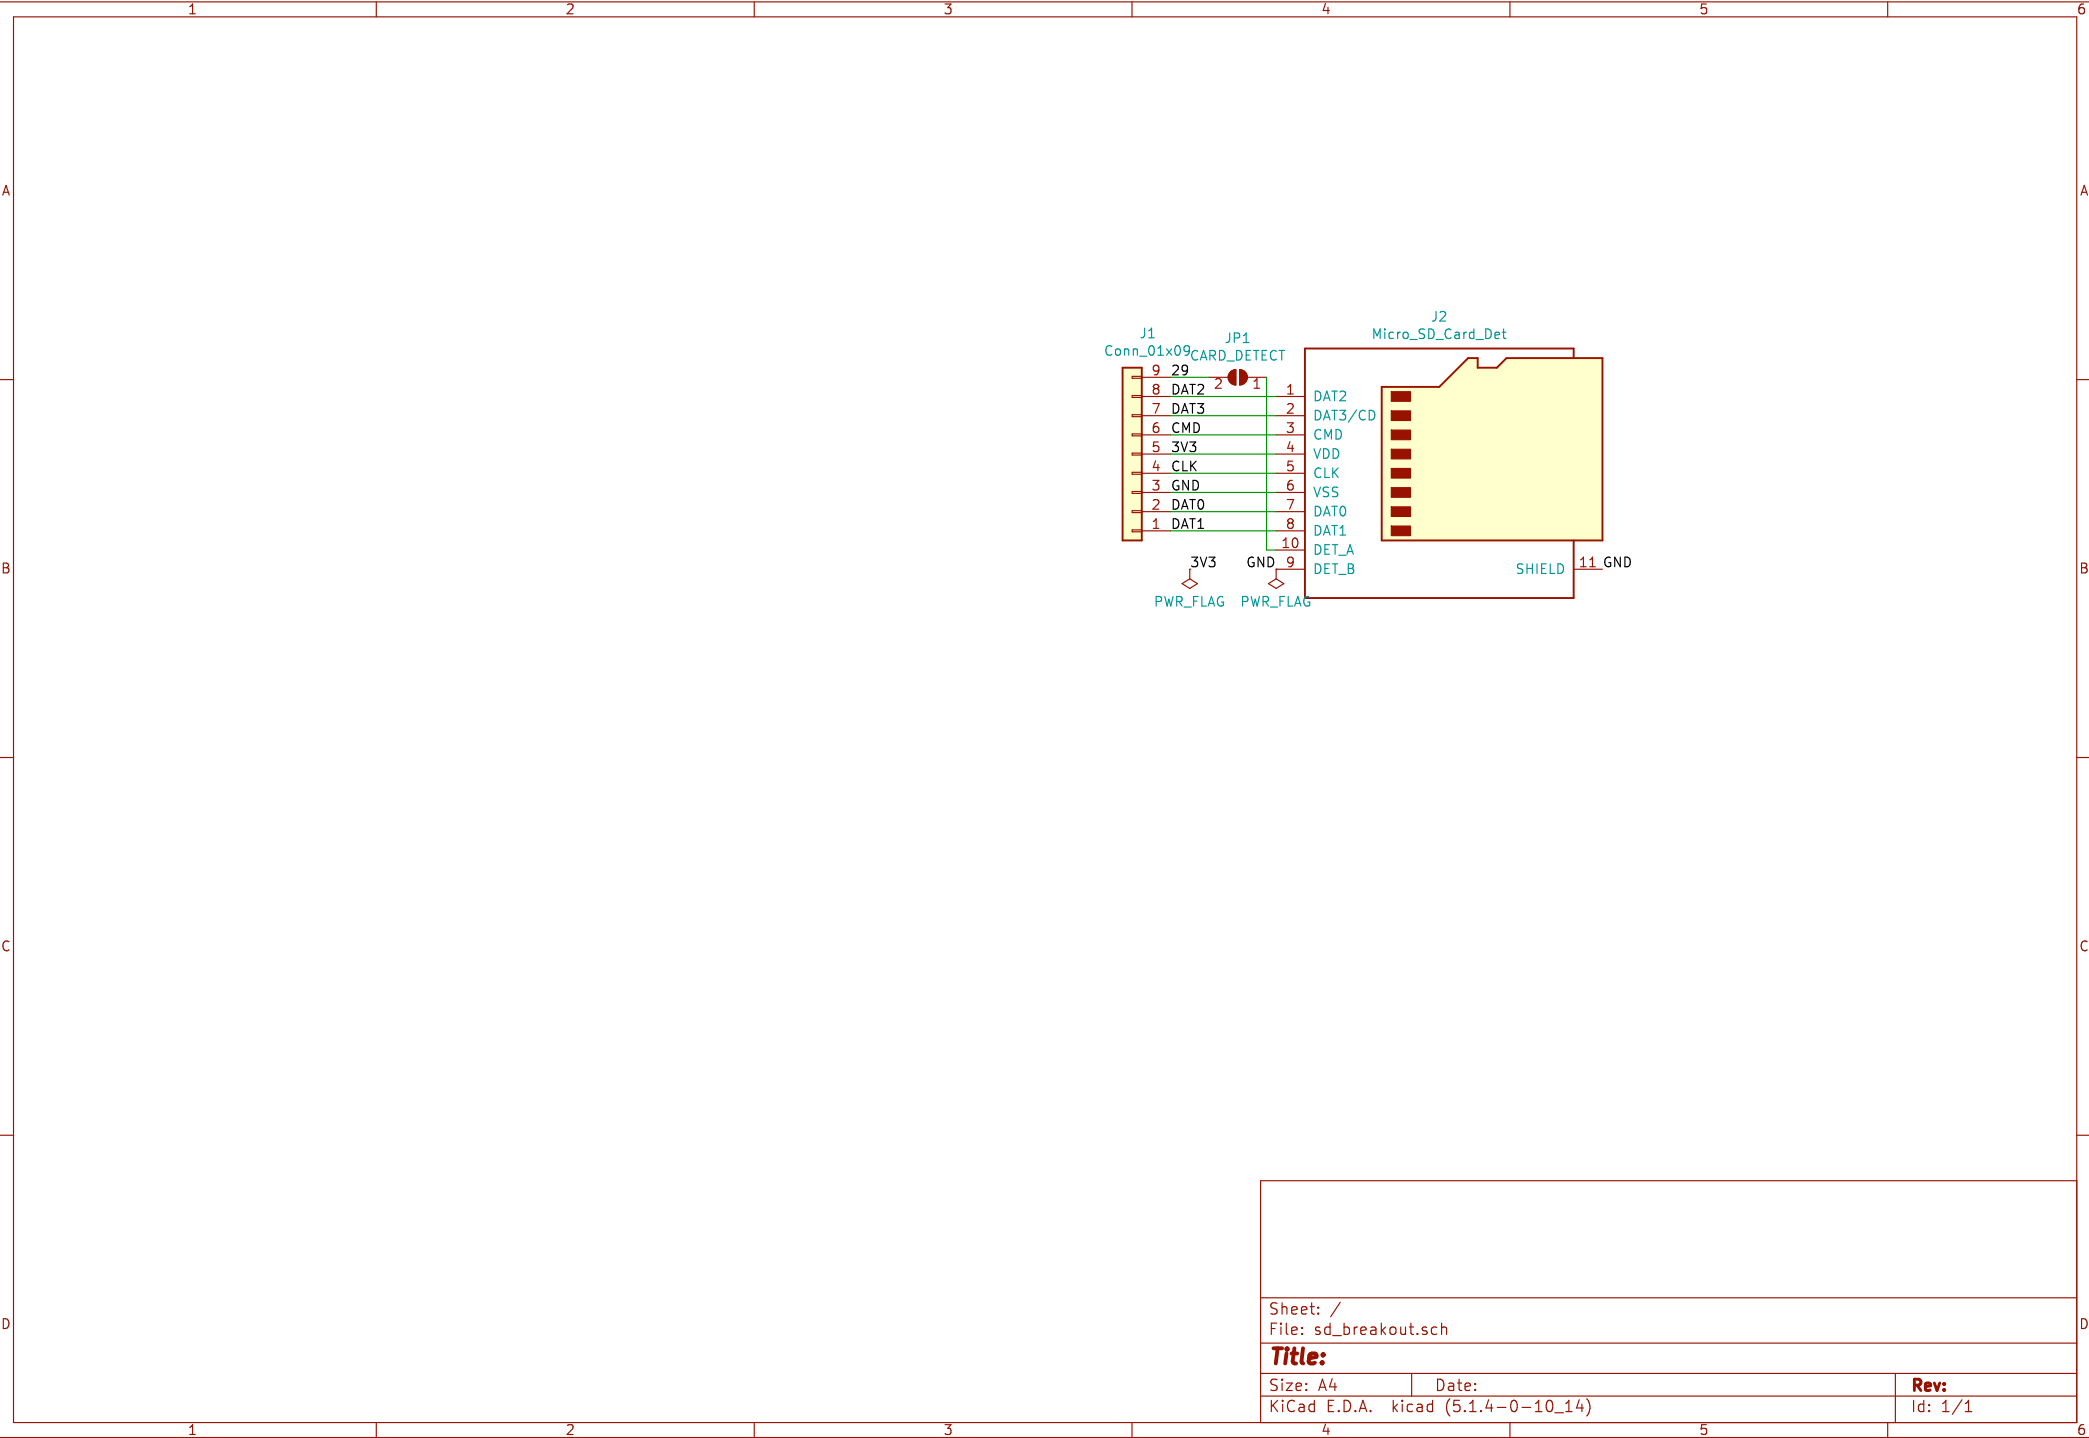 1 2 3 4 5 6
A A
J2
Micro_SD_Card_Det
J1
Conn_01x09
JP1
CARD_DETECT
9 29 2 1
8 DAT2 1 DAT2
7 DAT3 2 DAT3/CD
6 CMD 3 CMD
5 3V3 4 VDD
4 CLK 5 CLK
3 GND 6 VSS
2 DAT0 7 DAT0
1 DAT1 8 DAT1
10 DET_A
3V3 GND 9 DET_B SHIELD 11 GND
B B
PWR_FLAG PWR_FLAG
C C
Sheet: /
File: sd_breakout.sch
D D
Title:
Size: A4 Date: Rev:
KiCad E.D.A. kicad (5.1.4-0-10_14) Id: 1/1
1 2 3 4 5 6